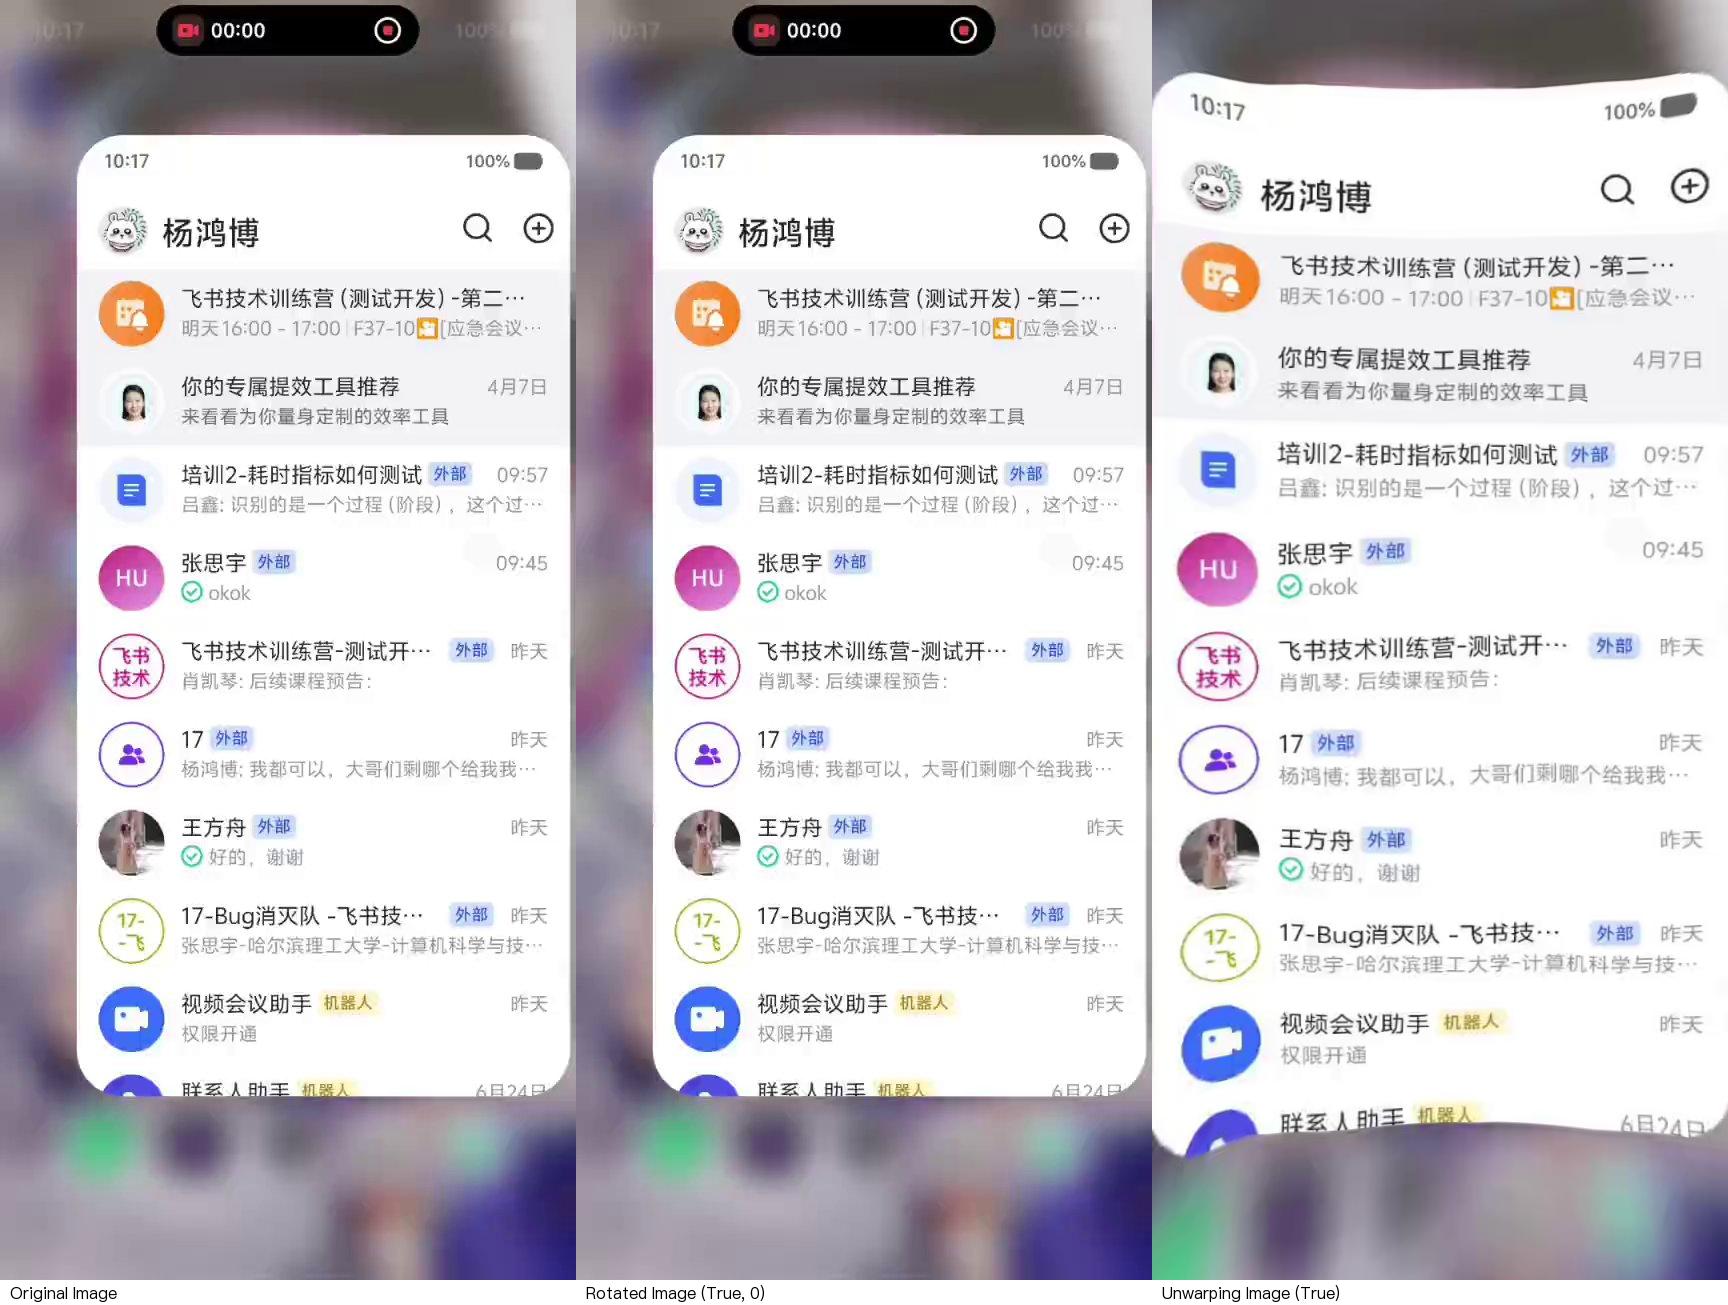 10:17
00:00
100%
10:17
100%
杨鸿博
飞书技术训练营 (测试开发) -第二···
明天16:00 - 17:00 | F37-10🎦[应急会议···
你的专属提效工具推荐 4月7日
来看看为你量身定制的效率工具
培训2-耗时指标如何测试 外部 09:57
吕鑫: 识别的是一个过程 (阶段) ，这个过···
HU
张思宇 外部 09:45
okok
飞书
技术
飞书技术训练营-测试开··· 外部 昨天
肖凯琴: 后续课程预告:
17 外部 昨天
杨鸿博: 我都可以，大哥们剩哪个给我我···
王方舟 外部 昨天
好的，谢谢
17-
-飞
17-Bug消灭队 -飞书技··· 外部 昨天
张思宇-哈尔滨理工大学-计算机科学与技···
视频会议助手 机器人 昨天
权限开通
联系人助手 机器人 6月24日
Original Image
10:17
00:00
100%
10:17
100%
杨鸿博
飞书技术训练营 (测试开发) -第二···
明天16:00 - 17:00 | F37-10🎦[应急会议···
你的专属提效工具推荐 4月7日
来看看为你量身定制的效率工具
培训2-耗时指标如何测试 外部 09:57
吕鑫: 识别的是一个过程 (阶段) ，这个过···
HU
张思宇 外部 09:45
okok
飞书
技术
飞书技术训练营-测试开··· 外部 昨天
肖凯琴: 后续课程预告:
17 外部 昨天
杨鸿博: 我都可以，大哥们剩哪个给我我···
王方舟 外部 昨天
好的，谢谢
17-
-飞
17-Bug消灭队 -飞书技··· 外部 昨天
张思宇-哈尔滨理工大学-计算机科学与技···
视频会议助手 机器人 昨天
权限开通
联系人助手 机器人 6月24日
Rotated Image (True, 0)
10:17
100%
杨鸿博
飞书技术训练营 (测试开发) -第二···
明天16:00 - 17:00 | F37-10🎦[应急会议···
你的专属提效工具推荐 4月7日
来看看为你量身定制的效率工具
培训2-耗时指标如何测试 外部 09:57
吕鑫: 识别的是一个过程 (阶段) ，这个过···
HU
张思宇 外部 09:45
okok
飞书
技术
飞书技术训练营-测试开··· 外部 昨天
肖凯琴: 后续课程预告:
17 外部 昨天
杨鸿博: 我都可以，大哥们剩哪个给我我···
王方舟 外部 昨天
好的，谢谢
17-
-飞
17-Bug消灭队 -飞书技··· 外部 昨天
张思宇-哈尔滨理工大学-计算机科学与技···
视频会议助手 机器人 昨天
权限开通
联系人助手 机器人 6月24日
Unwarping Image (True)